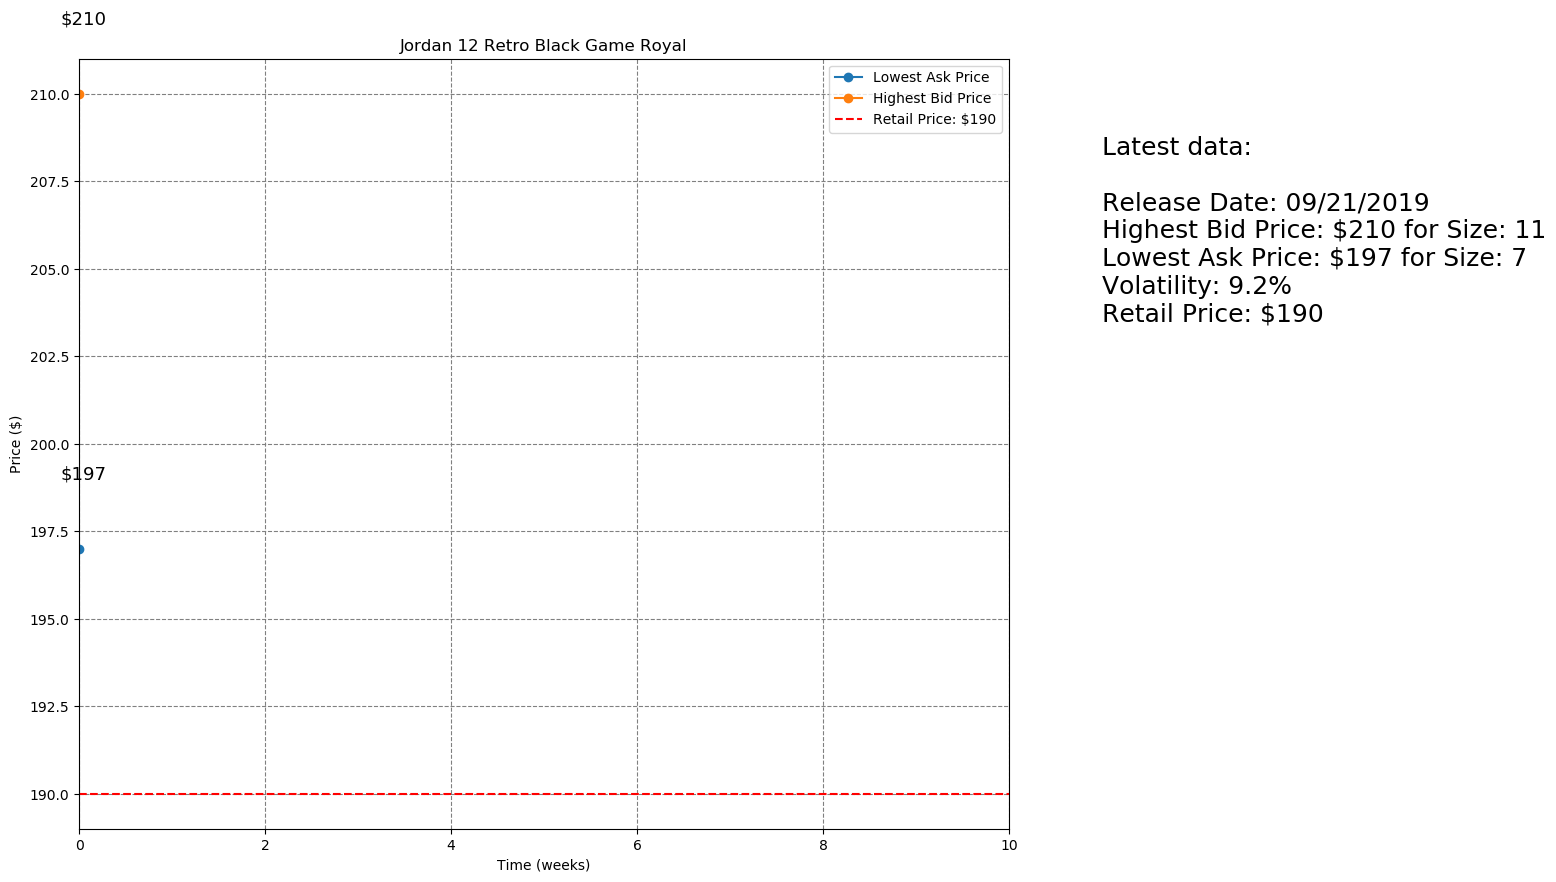 $210
Jordan 12 Retro Black Game Royal
Lowest Ask Price
Highest Bid Price
Retail Price: $190
210.0
207.5
205.0
202.5
200.0
$197
197.5
195.0
192.5
190.0
Price ($)
0 2 4 6 8 10
Time (weeks)
Latest data:
Release Date: 09/21/2019
Highest Bid Price: $210 for Size: 11
Lowest Ask Price: $197 for Size: 7
Volatility: 9.2%
Retail Price: $190